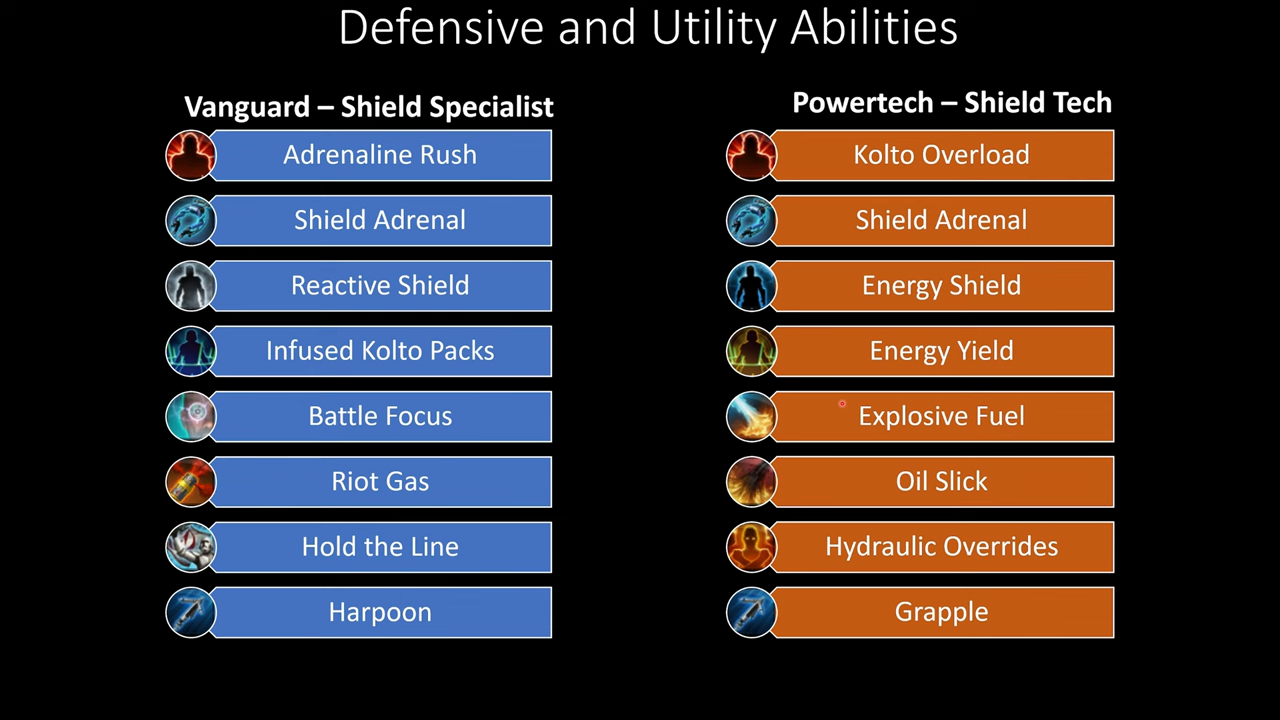 Defensive and Utility Abilities
Vanguard – Shield Specialist
Adrenaline Rush
Shield Adrenal
Reactive Shield
Infused Kolto Packs
Battle Focus
Riot Gas
Hold the Line
Harpoon
Powertech – Shield Tech
Kolto Overload
Shield Adrenal
Energy Shield
Energy Yield
Explosive Fuel
Oil Slick
Hydraulic Overrides
Grapple